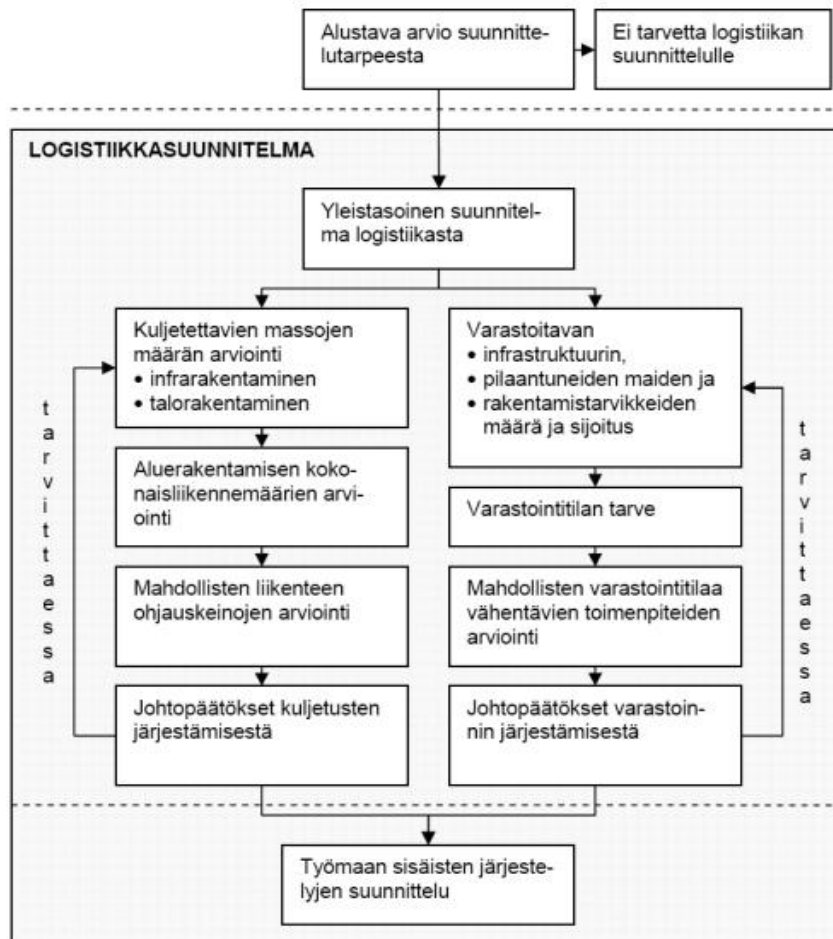 Alustava arvio suunnitte-
lutarpeesta
Ei tarvetta logistiikan
suunnittelulle
LOGISTIIKKASUUNNITELMA
Yleistasoinen suunnitel-
ma logistiikasta
Kuljetettavien massojen
määrän arviointi
• infrarakentaminen
• talorakentaminen
Aluerakentamisen koko-
naisliikennemäärien arvi-
ointi
Mahdollisten liikenteen
ohjauskeinojen arviointi
Johtopäätökset kuljetusten
järjestämisestä
tarvittaessa
Varastoitavan
• infrastruktuurin,
• pilaantuneiden maiden ja
• rakentamistarvikkeiden
määrä ja sijoitus
Varastointitilan tarve
Mahdollisten varastointitilaa
vähentävien toimenpiteiden
arviointi
Johtopäätökset varastoin-
nin järjestämisestä
tarvittaessa
Työmaan sisäisten järjeste-
lyjen suunnittelu